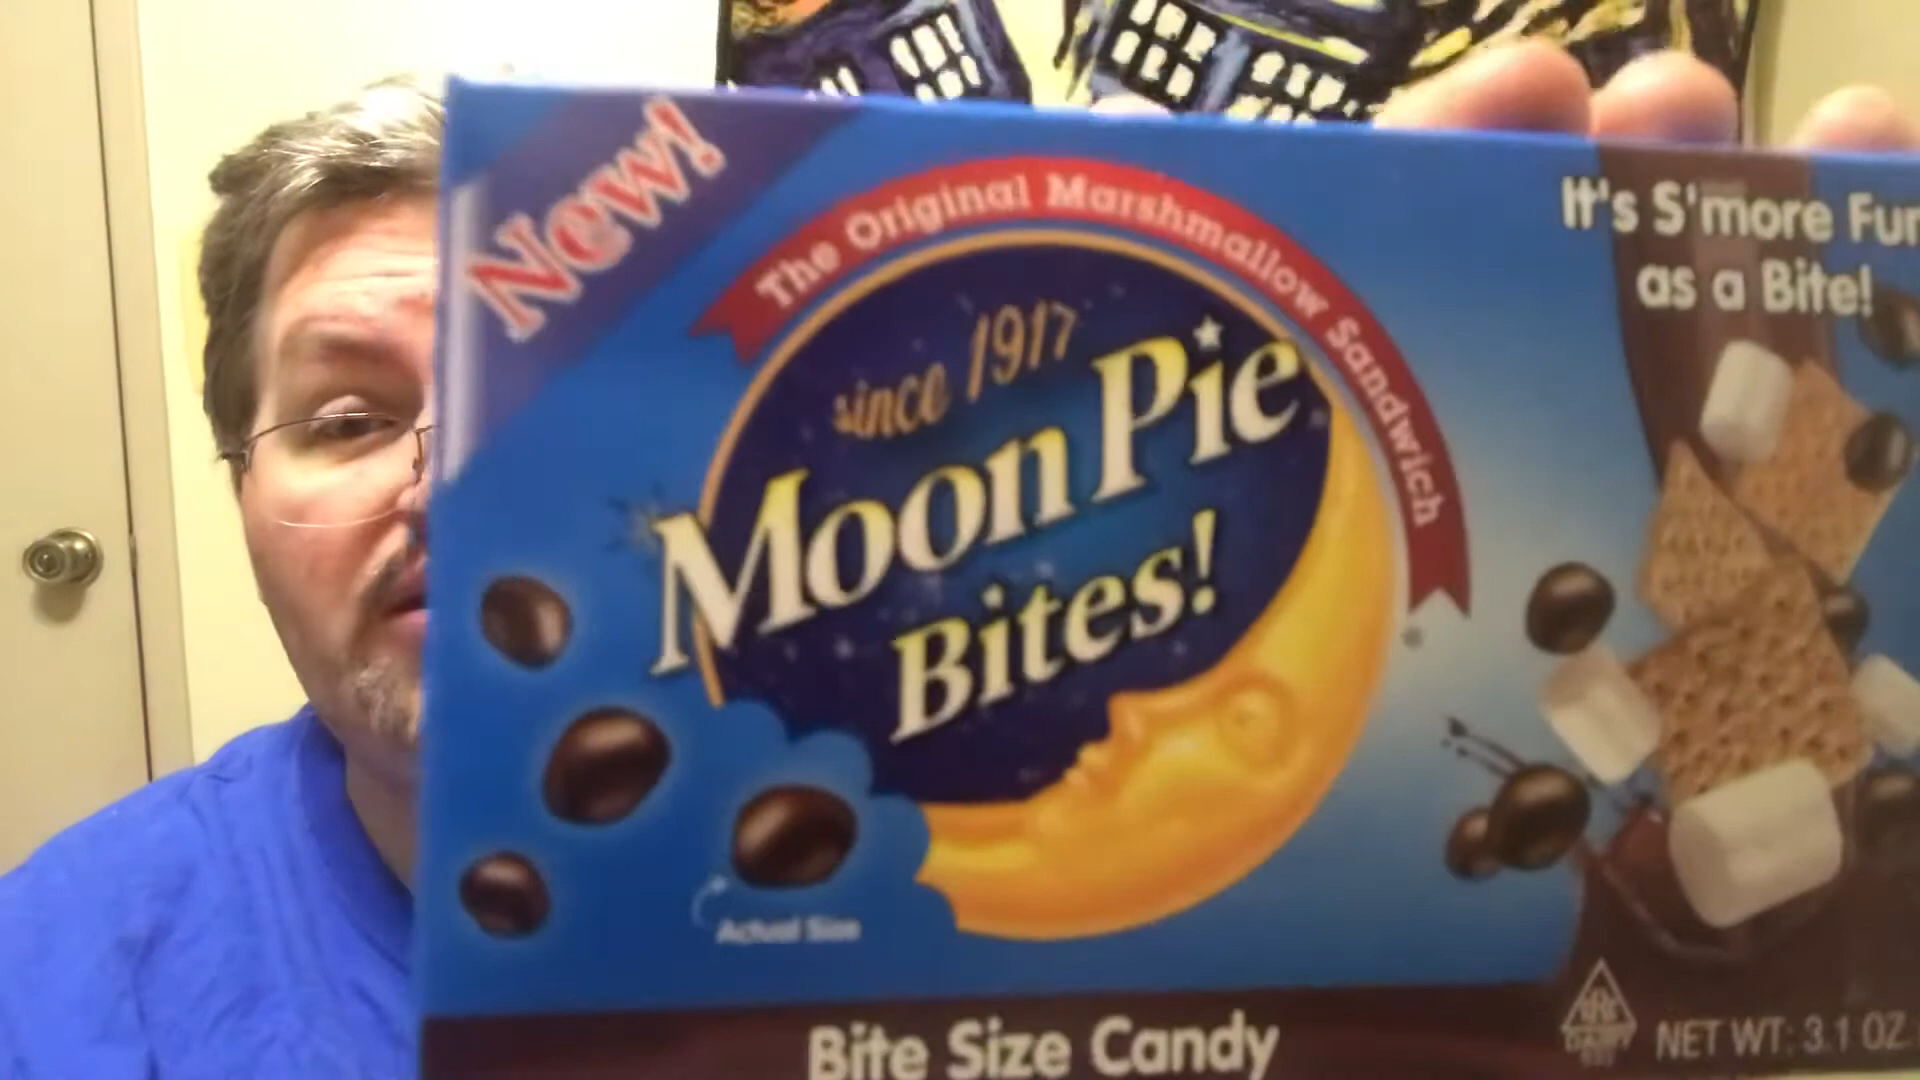 New!
The Original Marshmallow Sandwich
since 1917
Moon Pie
Bites!
It's S'more Fun
as a Bite!
Actual Size
Bite Size Candy
DAIRY
NET WT: 3.1 OZ.